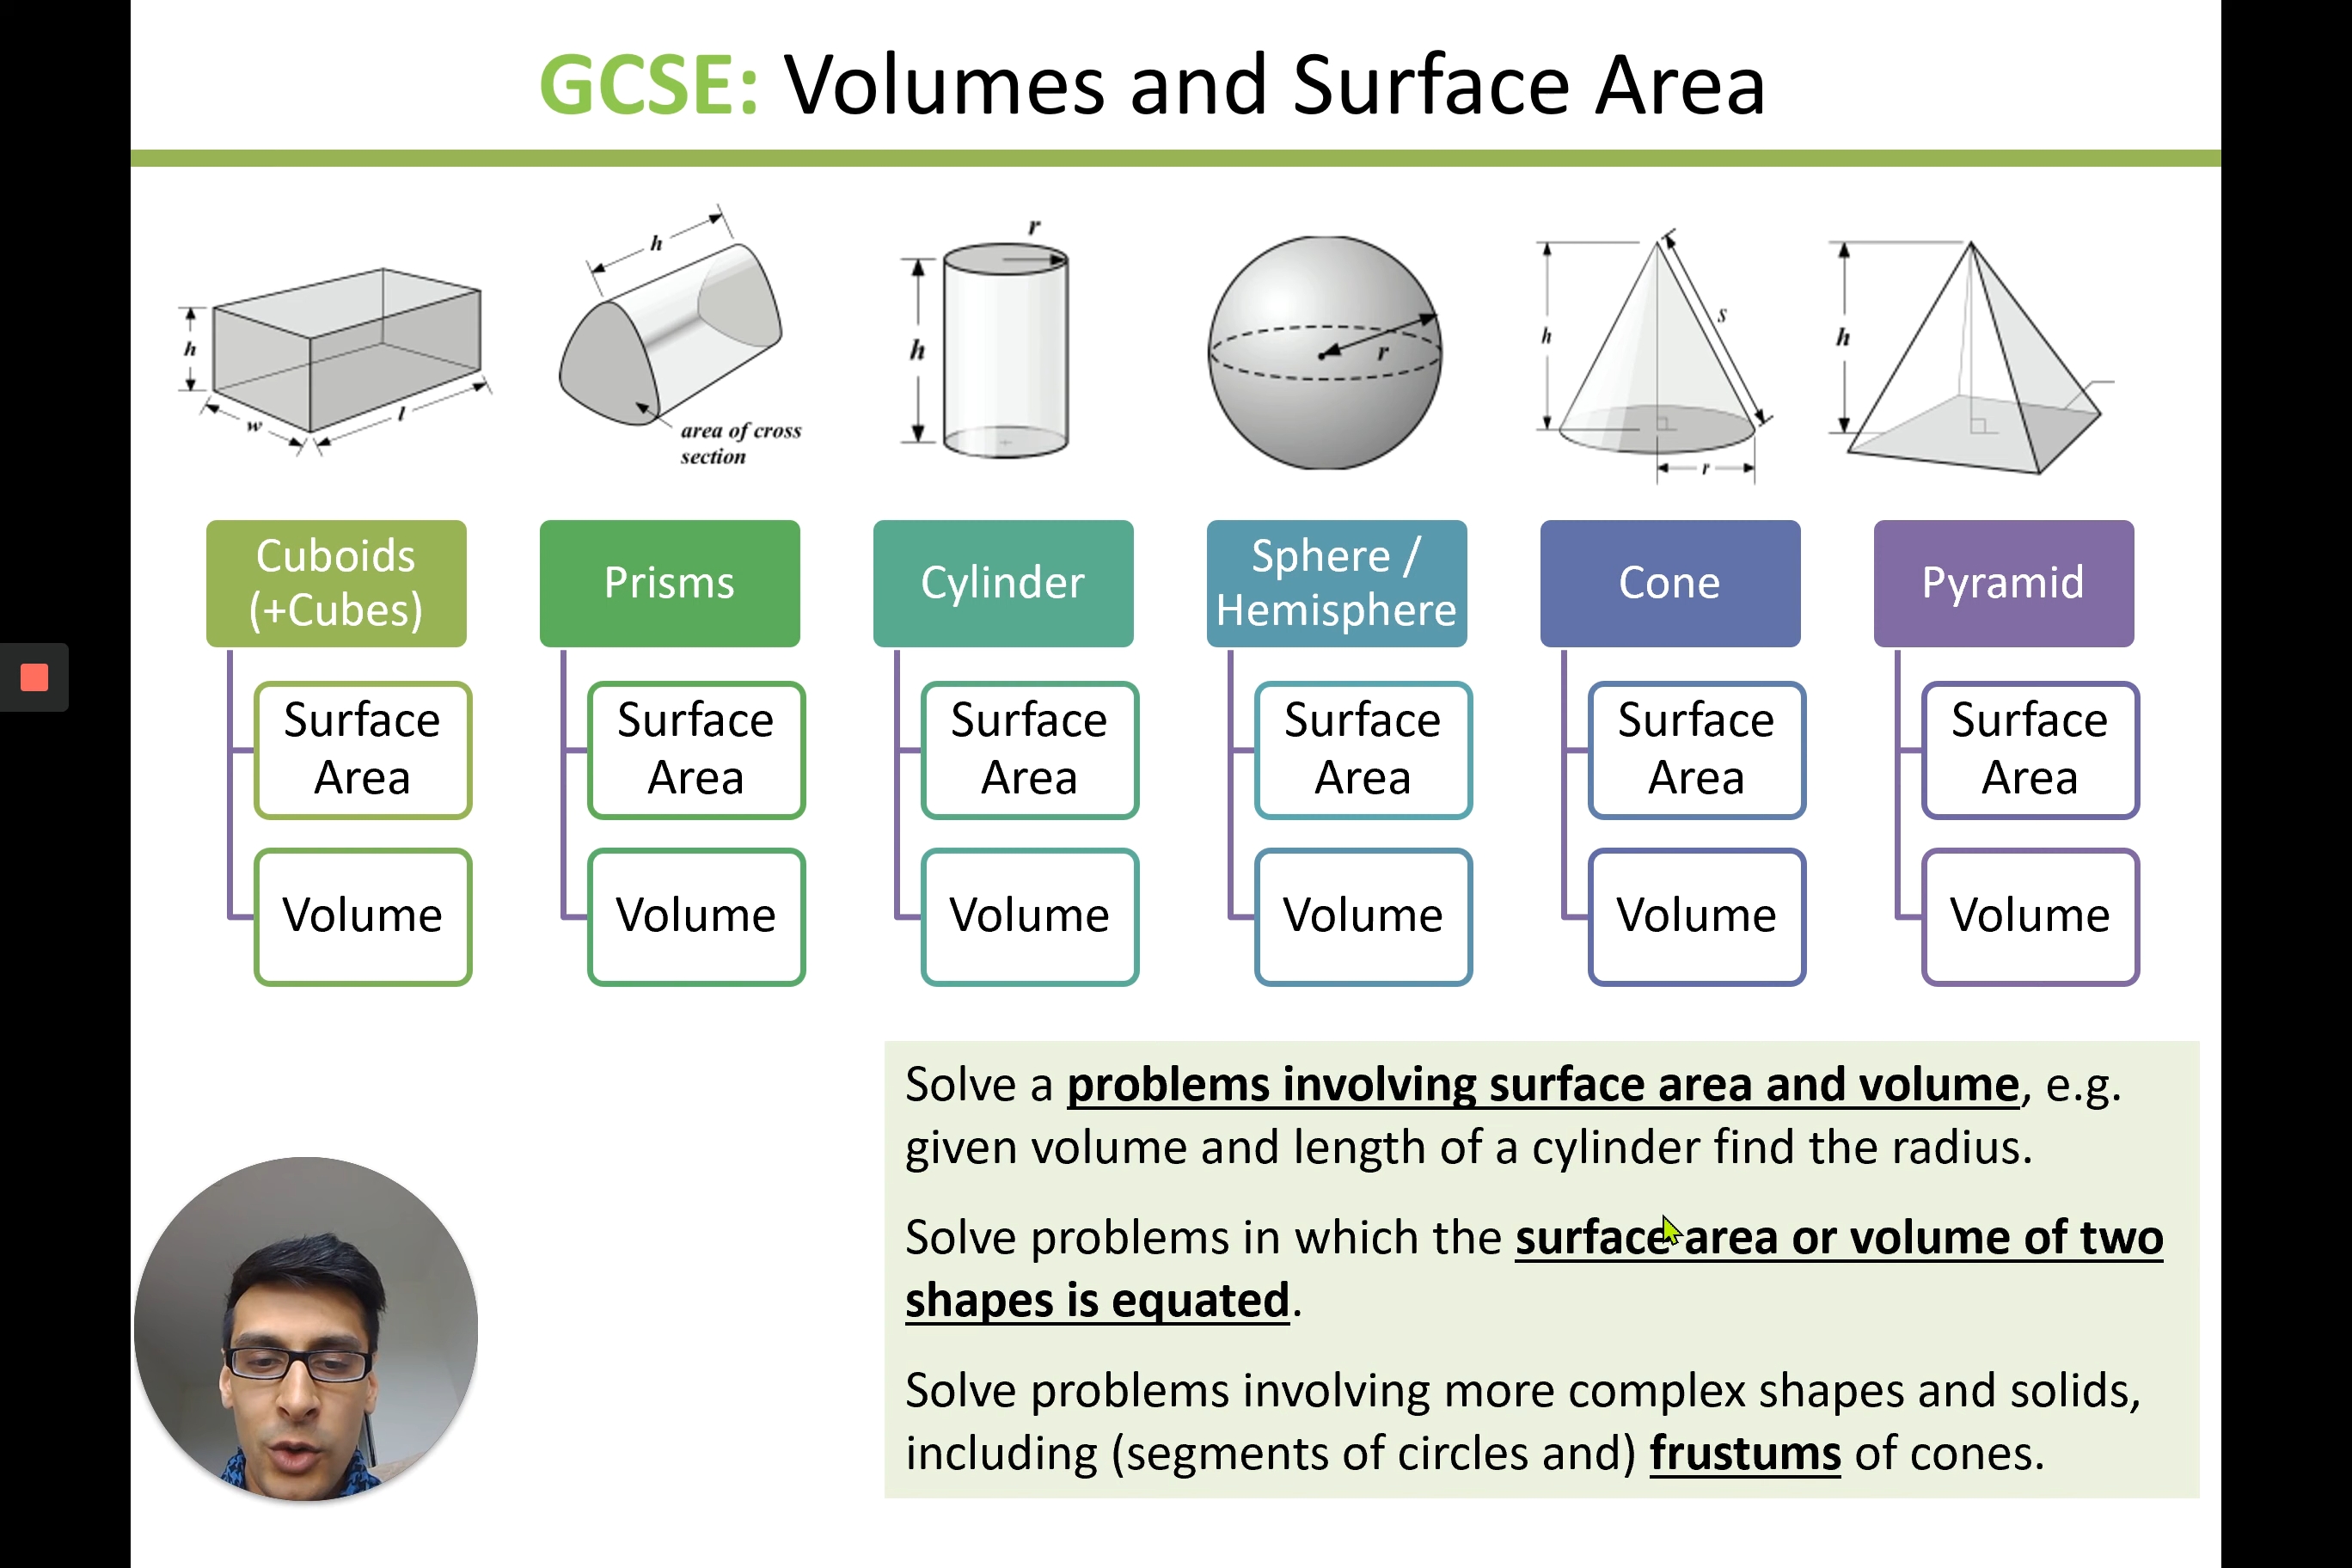 GCSE: Volumes and Surface Area
h
w
l
h
area of cross
section
r
h
r
h
s
r
h
Cuboids
(+Cubes)
Prisms
Cylinder
Sphere /
Hemisphere
Cone
Pyramid
Surface
Area
Surface
Area
Surface
Area
Surface
Area
Surface
Area
Surface
Area
Volume
Volume
Volume
Volume
Volume
Volume
Solve a problems involving surface area and volume, e.g.
given volume and length of a cylinder find the radius.
Solve problems in which the surface area or volume of two
shapes is equated.
Solve problems involving more complex shapes and solids,
including (segments of circles and) frustums of cones.